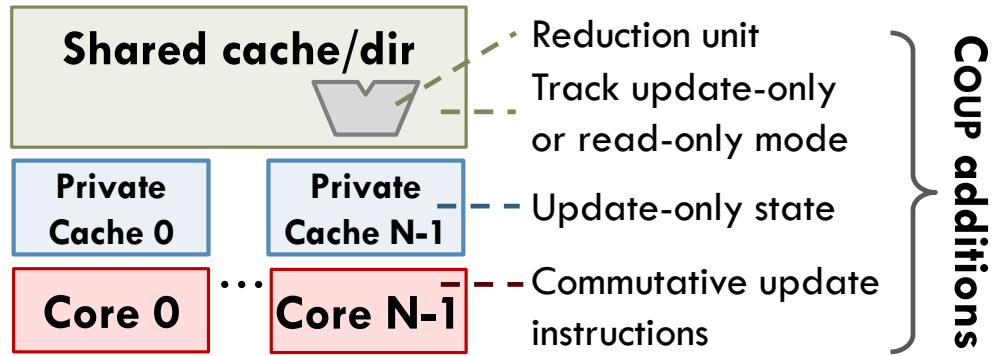 Shared cache/dir
Reduction unit
Track update-only
or read-only mode
Private
Cache 0
Private
Cache N-1
Update-only state
Core 0
...
Core N-1
Commutative update
instructions
COUP additions